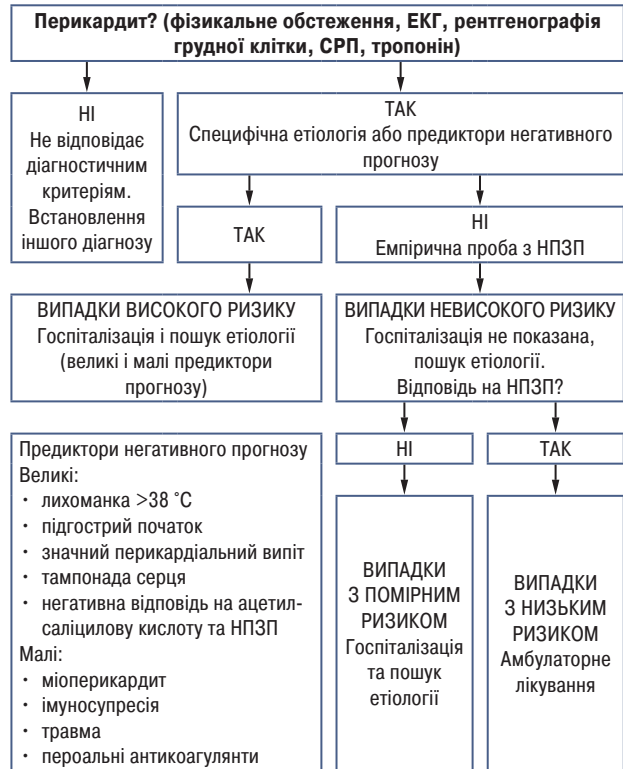 Перикардит? (фізикальне обстеження, ЕКГ, рентгенографія
грудної клітки, СРП, тропонін)
НІ
Не відповідає
діагностичним
критеріям.
Встановлення
іншого діагнозу
ТАК
Специфічна етіологія або предиктори негативного
прогнозу
ТАК
НІ
Емпірична проба з НПЗП
ВИПАДКИ ВИСОКОГО РИЗИКУ
Госпіталізація і пошук етіології
(великі і малі предиктори
прогнозу)
ВИПАДКИ НЕВИСОКОГО РИЗИКУ
Госпіталізація не показана,
пошук етіології.
Відповідь на НПЗП?
Предиктори негативного прогнозу
Великі:
· лихоманка >38 °С
· підгострий початок
· значний перикардіальний випіт
· тампонада серця
· негативна відповідь на ацетил-
саліцилову кислоту та НПЗП
Малі:
· міоперикардит
· імуносупресія
· травма
· пероальні антикоагулянти
НІ
ТАК
ВИПАДКИ
З ПОМІРНИМ
РИЗИКОМ
Госпіталізація
та пошук
етіології
ВИПАДКИ
З НИЗЬКИМ
РИЗИКОМ
Амбулаторне
лікування